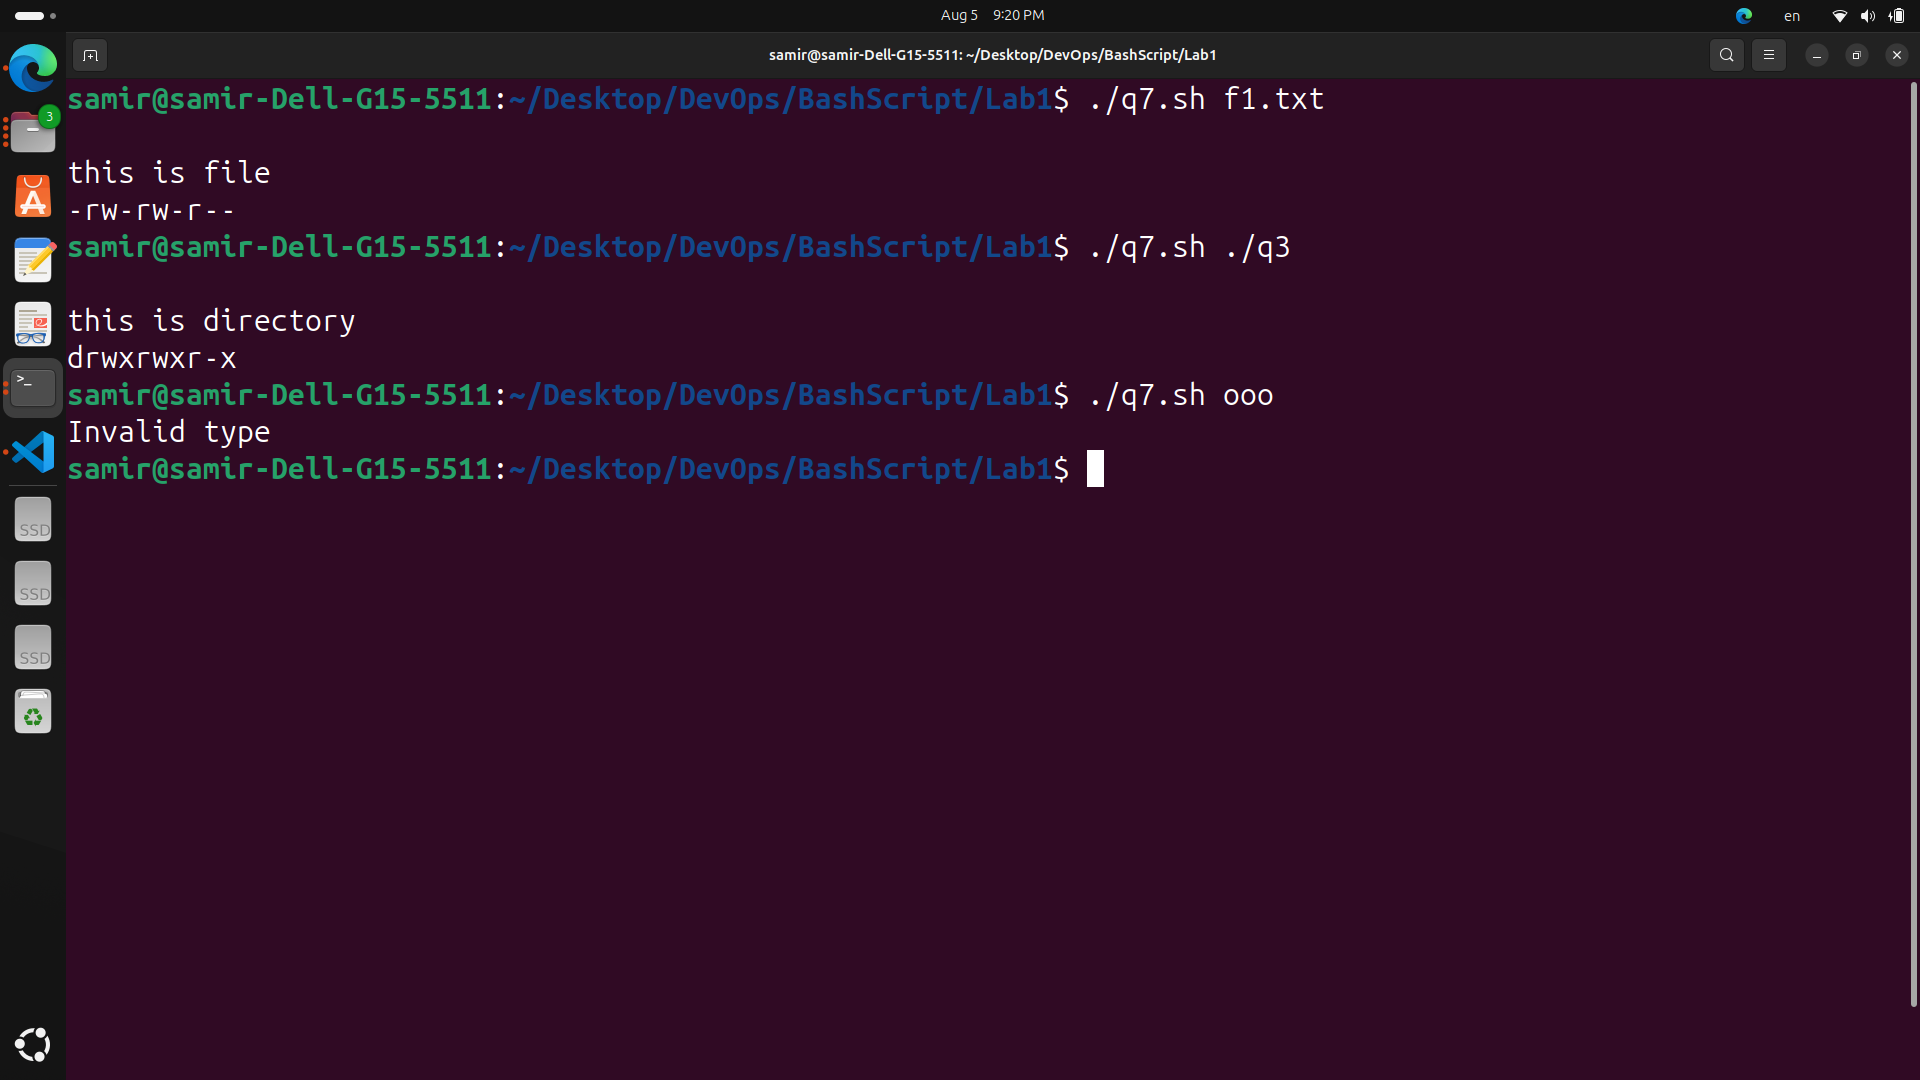 Aug 5 9:20 PM
en
samir@samir-Dell-G15-5511: ~/Desktop/DevOps/BashScript/Lab1
samir@samir-Dell-G15-5511:~/Desktop/DevOps/BashScript/Lab1$ ./q7.sh f1.txt
3
this is file
-rw-rw-r--
samir@samir-Dell-G15-5511:~/Desktop/DevOps/BashScript/Lab1$ ./q7.sh ./q3
this is directory
drwxrwxr-x
samir@samir-Dell-G15-5511:~/Desktop/DevOps/BashScript/Lab1$ ./q7.sh ooo
Invalid type
samir@samir-Dell-G15-5511:~/Desktop/DevOps/BashScript/Lab1$
SSD
SSD
SSD